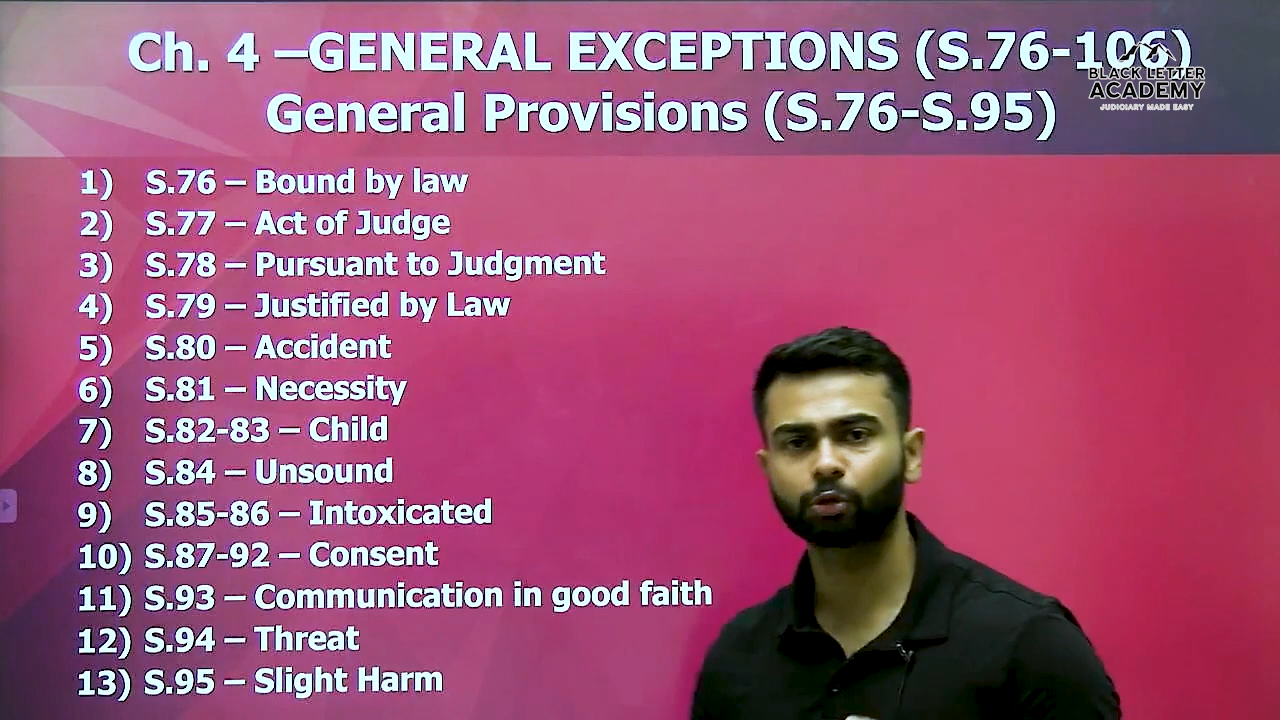 Ch. 4 –GENERAL EXCEPTIONS (S.76-106)
General Provisions (S.76-S.95)
BLACK LETTER
ACADEMY
JUDICIARY MADE EASY
1) S.76 – Bound by law
2) S.77 – Act of Judge
3) S.78 – Pursuant to Judgment
4) S.79 – Justified by Law
5) S.80 – Accident
6) S.81 – Necessity
7) S.82-83 – Child
8) S.84 – Unsound
9) S.85-86 – Intoxicated
10) S.87-92 – Consent
11) S.93 – Communication in good faith
12) S.94 – Threat
13) S.95 – Slight Harm